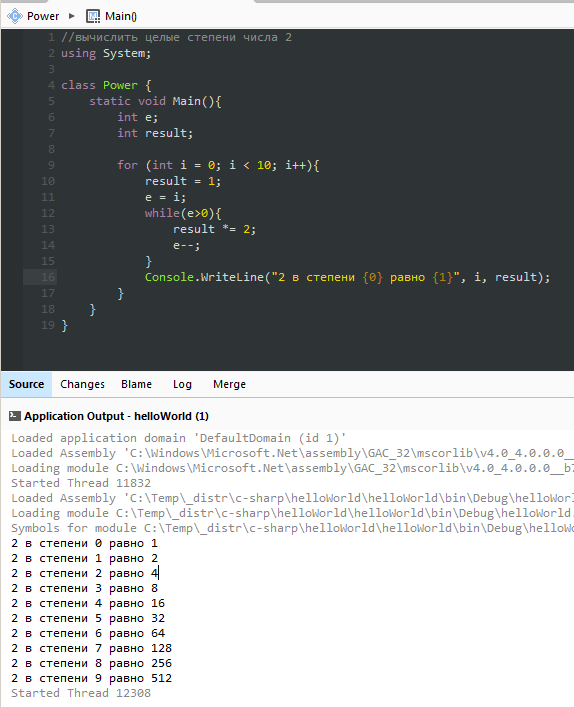 Power ▸ Main()
1 //вычислить целые степени числа 2
2 using System;
3
4 class Power {
5     static void Main(){
6         int e;
7         int result;
8
9         for (int i = 0; i < 10; i++){
10             result = 1;
11             e = i;
12             while(e>0){
13                 result *= 2;
14                 e--;
15             }
16             Console.WriteLine("2 в степени {0} равно {1}", i, result);
17         }
18     }
19 }
Source Changes Blame Log Merge
Application Output - helloWorld (1)
Loaded application domain 'DefaultDomain (id 1)'
Loaded Assembly 'C:\Windows\Microsoft.Net\assembly\GAC_32\mscorlib\v4.0_4.0.0.0__
Loading module C:\Windows\Microsoft.Net\assembly\GAC_32\mscorlib\v4.0_4.0.0.0__b7
Started Thread 11832
Loaded Assembly 'C:\Temp\_distr\c-sharp\helloWorld\helloWorld\bin\Debug\helloWorl
Loading module C:\Temp\_distr\c-sharp\helloWorld\helloWorld\bin\Debug\helloWorld.
Symbols for module C:\Temp\_distr\c-sharp\helloWorld\helloWorld\bin\Debug\helloWo
2 в степени 0 равно 1
2 в степени 1 равно 2
2 в степени 2 равно 4
2 в степени 3 равно 8
2 в степени 4 равно 16
2 в степени 5 равно 32
2 в степени 6 равно 64
2 в степени 7 равно 128
2 в степени 8 равно 256
2 в степени 9 равно 512
Started Thread 12308